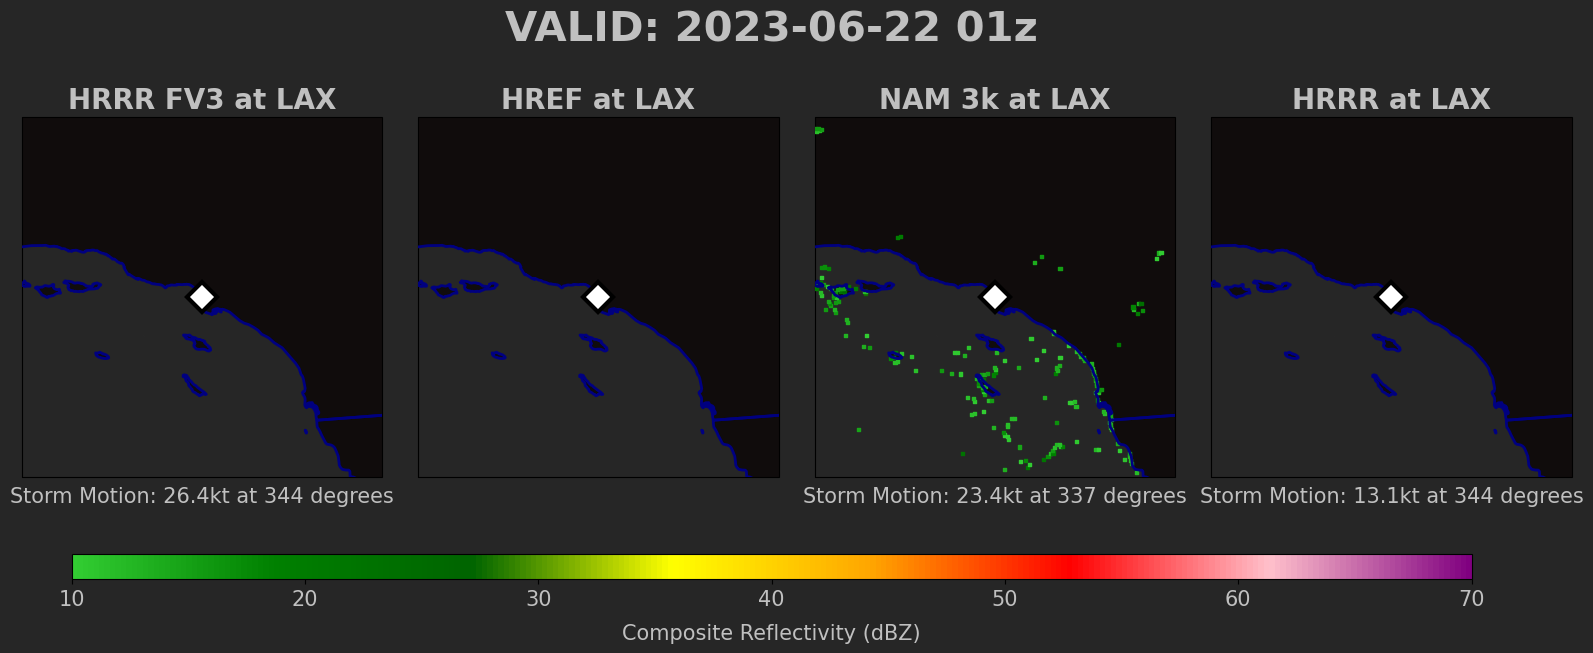 VALID: 2023-06-22 01z
HRRR FV3 at LAX
HREF at LAX
NAM 3k at LAX
HRRR at LAX
Storm Motion: 26.4kt at 344 degrees
Storm Motion: 23.4kt at 337 degrees
Storm Motion: 13.1kt at 344 degrees
10 20 30 40 50 60 70
Composite Reflectivity (dBZ)